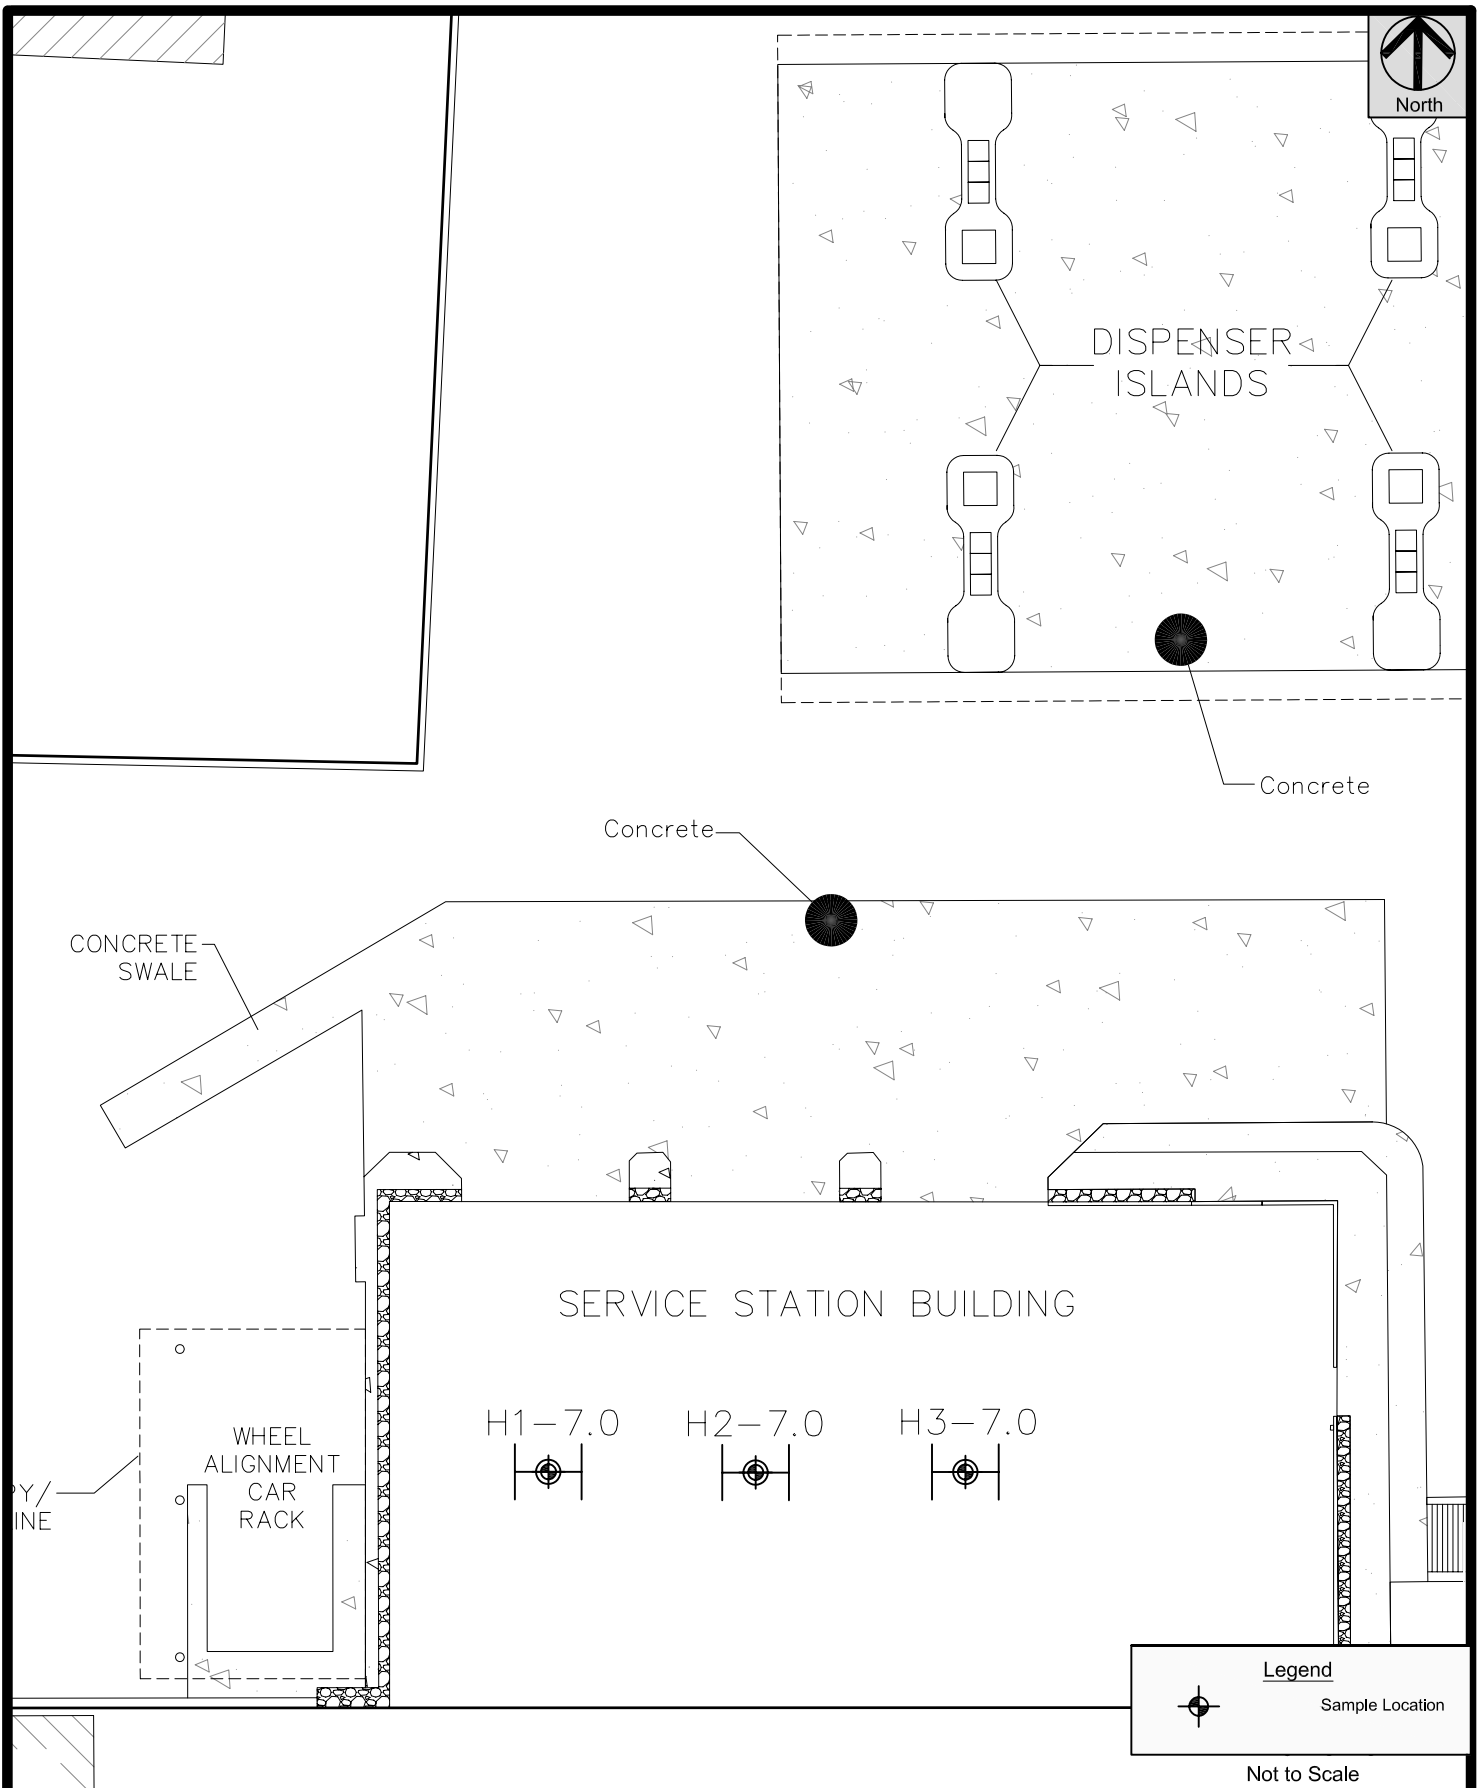 North
DISPENSER
ISLANDS
Concrete
Concrete
CONCRETE
SWALE
SERVICE STATION BUILDING
H1-7.0
H2-7.0
H3-7.0
WHEEL
ALIGNMENT
CAR
RACK
PY/
INE
Legend
Sample Location
Not to Scale